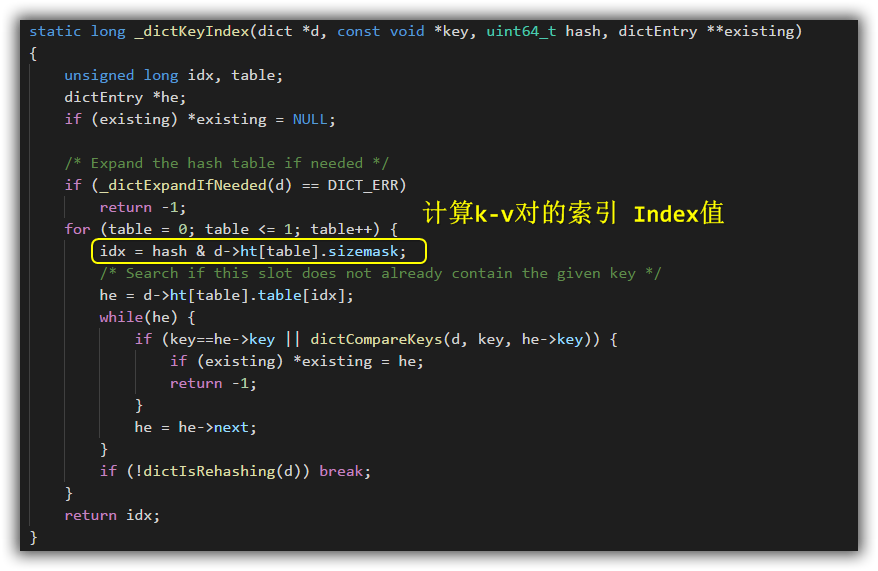 static long _dictKeyIndex(dict *d, const void *key, uint64_t hash, dictEntry **existing)
{
    unsigned long idx, table;
    dictEntry *he;
    if (existing) *existing = NULL;

    /* Expand the hash table if needed */
    if (_dictExpandIfNeeded(d) == DICT_ERR)
        return -1;
计算k-v对的索引 Index值
    for (table = 0; table <= 1; table++) {
        idx = hash & d->ht[table].sizemask;
        /* Search if this slot does not already contain the given key */
        he = d->ht[table].table[idx];
        while(he) {
            if (key==he->key || dictCompareKeys(d, key, he->key)) {
                if (existing) *existing = he;
                return -1;
            }
            he = he->next;
        }
        if (!dictIsRehashing(d)) break;
    }
    return idx;
}